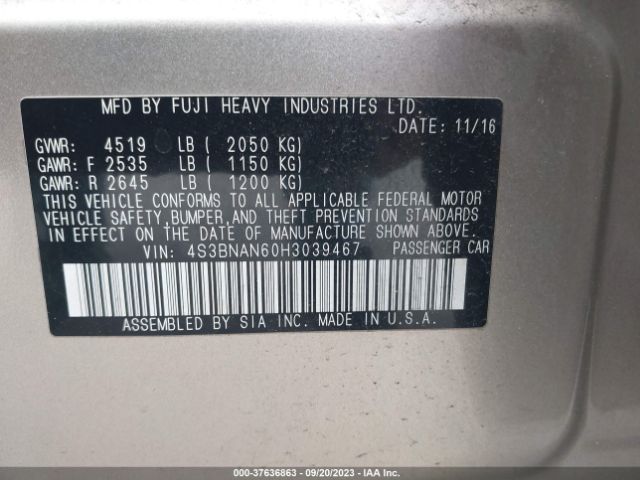 MFD BY FUJI HEAVY INDUSTRIES LTD.
DATE: 11/16
GVWR: 4519 LB ( 2050 KG)
GAWR: F 2535 LB ( 1150 KG)
GAWR: R 2645 LB ( 1200 KG)
THIS VEHICLE CONFORMS TO ALL APPLICABLE FEDERAL MOTOR
VEHICLE SAFETY,BUMPER,AND THEFT PREVENTION STANDARDS
IN EFFECT ON THE DATE OF MANUFACTURE SHOWN ABOVE.
VIN: 4S3BNAN60H3039467 PASSENGER CAR
ASSEMBLED BY SIA INC. MADE IN U.S.A.
000-37636863 - 09/20/2023 - IAA Inc.